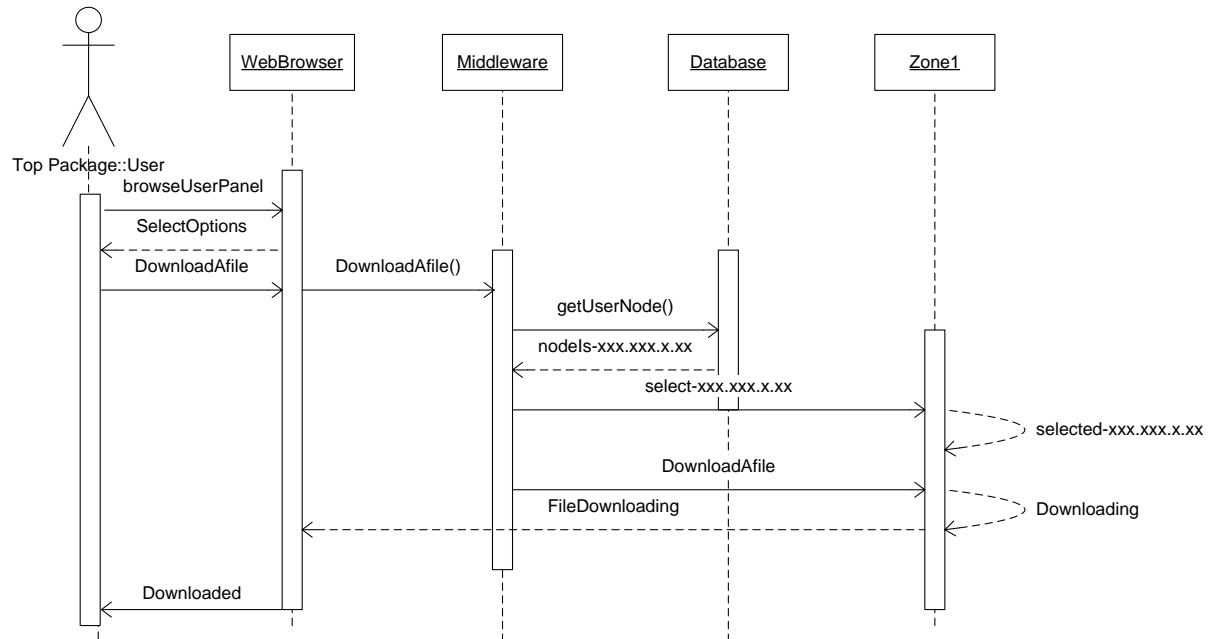 WebBrowser
Middleware
Database
Zone1
Top Package::User
browseUserPanel
SelectOptions
DownloadAfile
DownloadAfile()
getUserNode()
nodeIs-xxx.xxx.x.xx
select-xxx.xxx.x.xx
selected-xxx.xxx.x.xx
DownloadAfile
FileDownloading
Downloading
Downloaded